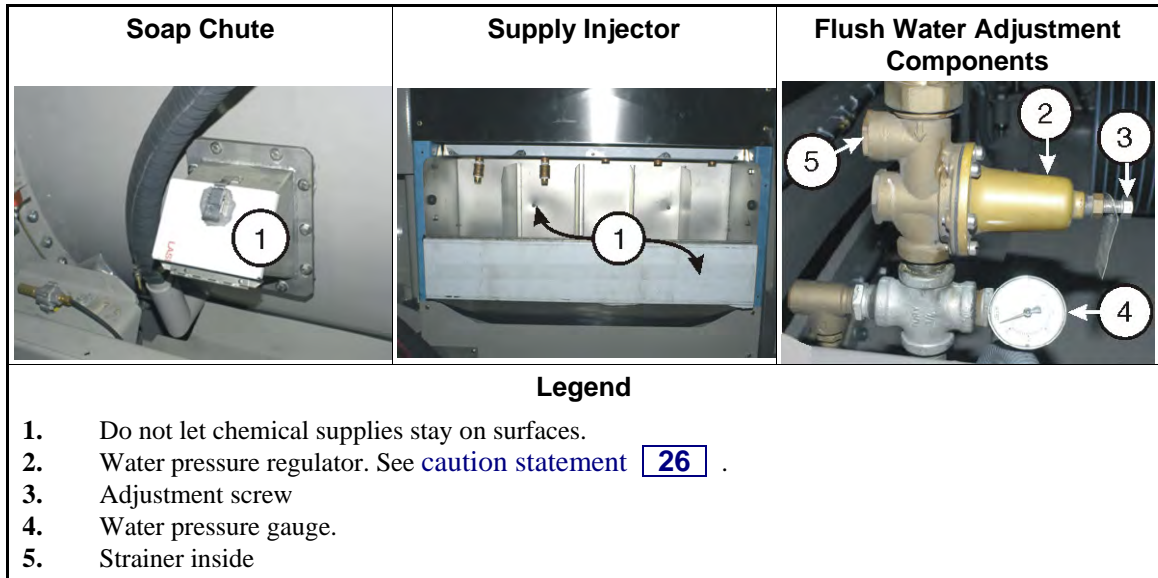 Soap Chute
Supply Injector
Flush Water Adjustment
Components
1
1
2
3
5
4
Legend
1. Do not let chemical supplies stay on surfaces.
2. Water pressure regulator. See caution statement 26 .
3. Adjustment screw
4. Water pressure gauge.
5. Strainer inside